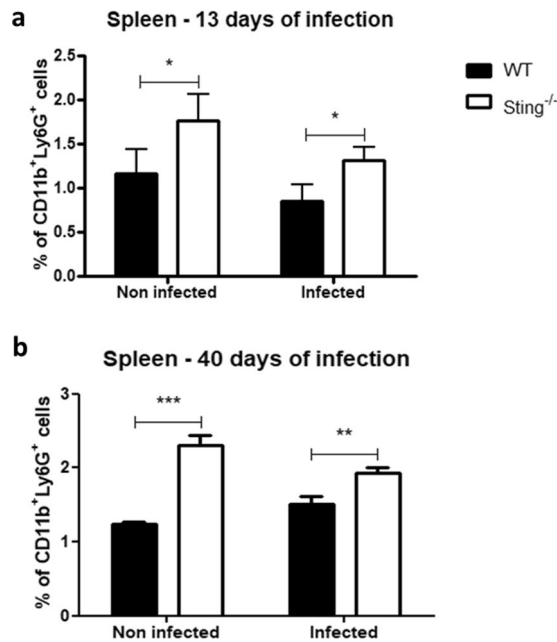 a
Spleen - 13 days of infection
% of CD11b⁺Ly6G⁺ cells
2.5
2.0
1.5
1.0
0.5
0.0
*
*
Non infected
Infected
WT
Sting⁻/⁻
b
Spleen - 40 days of infection
% of CD11b⁺Ly6G⁺ cells
3
2
1
0
***
**
Non infected
Infected